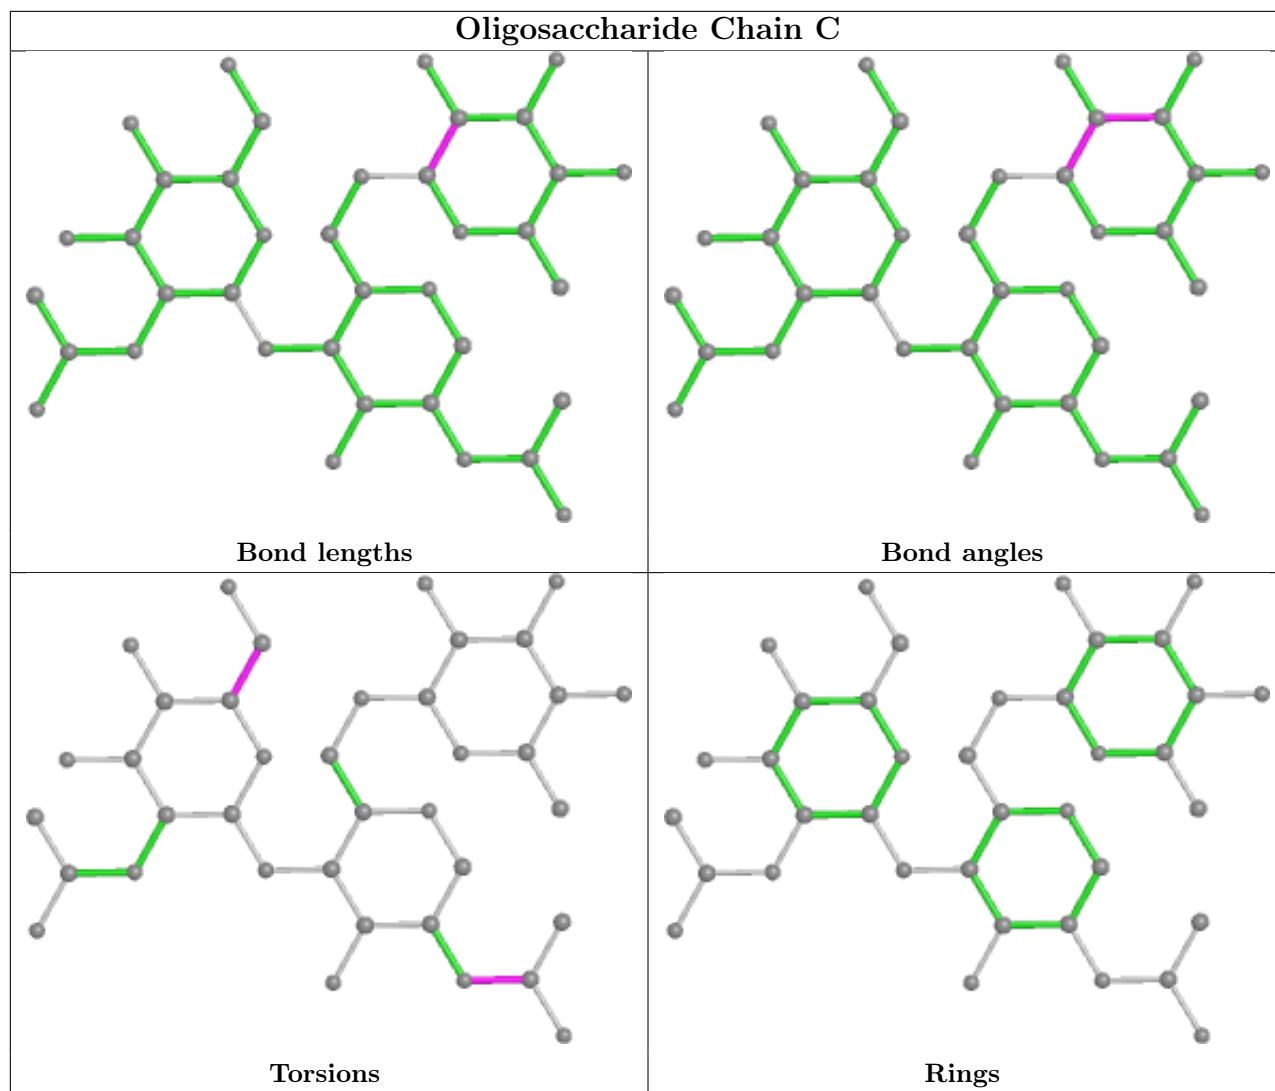 Oligosaccharide Chain C
Bond lengths
Bond angles
Torsions
Rings